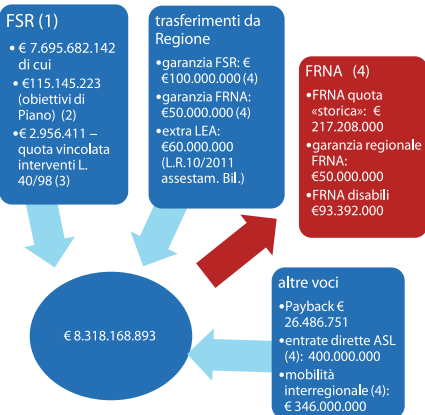 FSR (1)
• € 7.695.682.142
di cui
• €115.145.223
(obiettivi di
Piano) (2)
•€ 2.956.411 –
quota vincolata
interventi L.
40/98 (3)
trasferimenti da
Regione
•garanzia FSR: €
€100.000.000 (4)
•garanzia FRNA:
€50.000.000 (4)
•extra LEA:
€60.000.000
(L.R.10/2011
assestam. Bil.)
FRNA (4)
•FRNA quota
«storica»: €
217.208.000
•garanzia regionale
FRNA:
€50.000.000
•FRNA disabili
€93.392.000
€ 8.318.168.893
altre voci
•Payback €
26.486.751
•entrate dirette ASL
(4): 400.000.000
•mobilità
interregionale (4):
€ 346.000.000